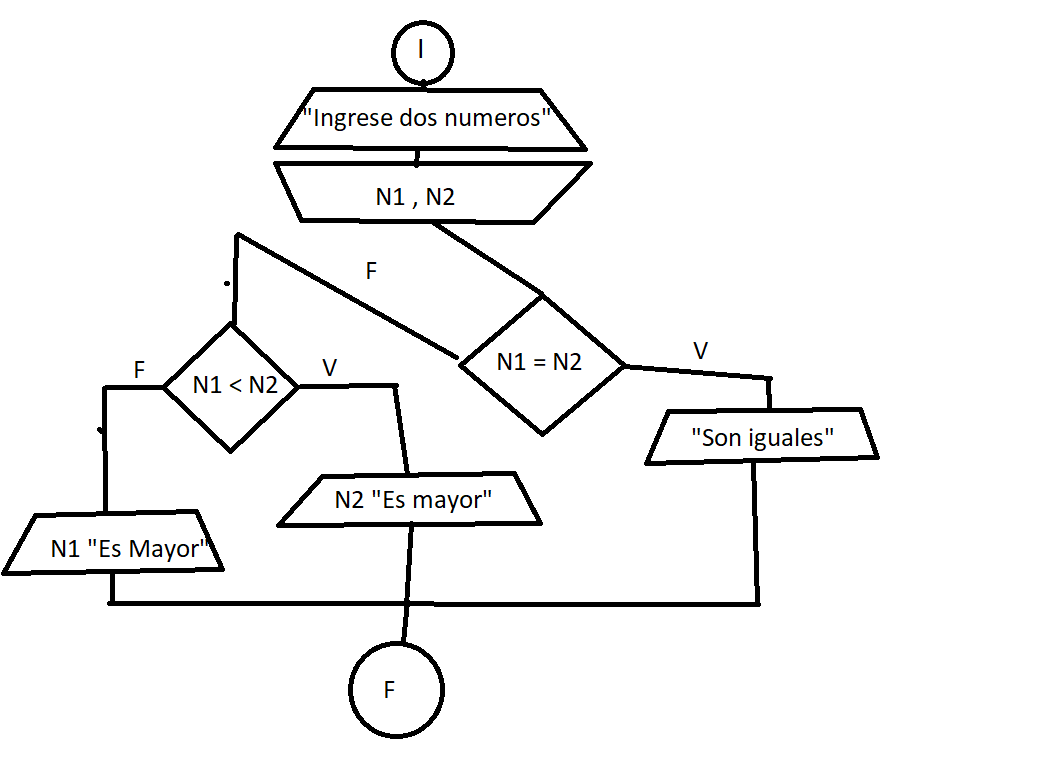 I
"Ingrese dos numeros"
N1 , N2
F
N1 = N2
V
F
N1 < N2
V
"Son iguales"
N2 "Es mayor"
N1 "Es Mayor"
F